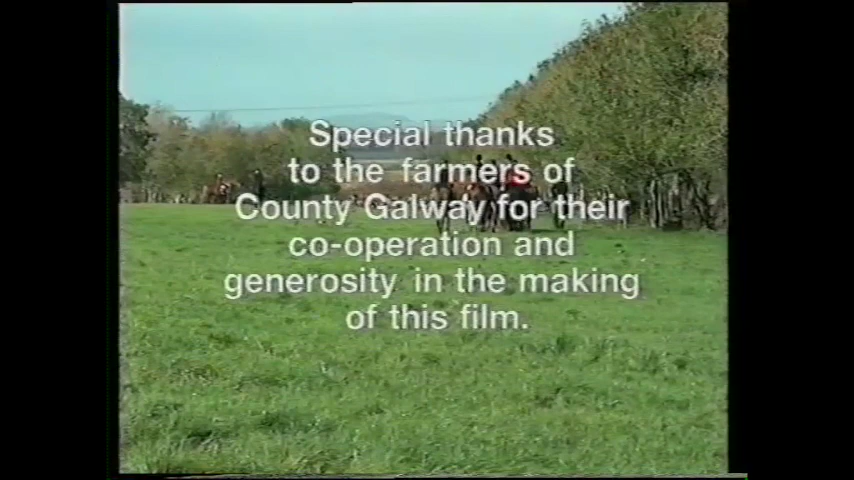 Special thanks
to the farmers of
County Galway for their
co-operation and
generosity in the making
of this film.